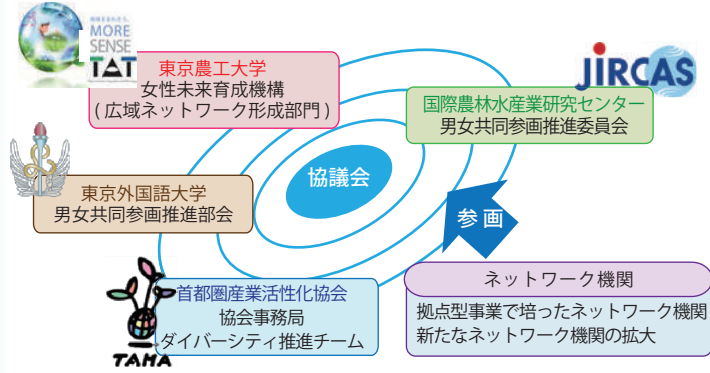 MORE
SENSE
TAT
東京農工大学
女性未来育成機構
(広域ネットワーク形成部門)
JIRCAS
国際農林水産業研究センター
男女共同参画推進委員会
協議会
東京外国語大学
男女共同参画推進部会
参画
首都圏産業活性化協会
協会事務局
ダイバーシティ推進チーム
TAMA
ネットワーク機関
拠点型事業で培ったネットワーク機関
新たなネットワーク機関の拡大